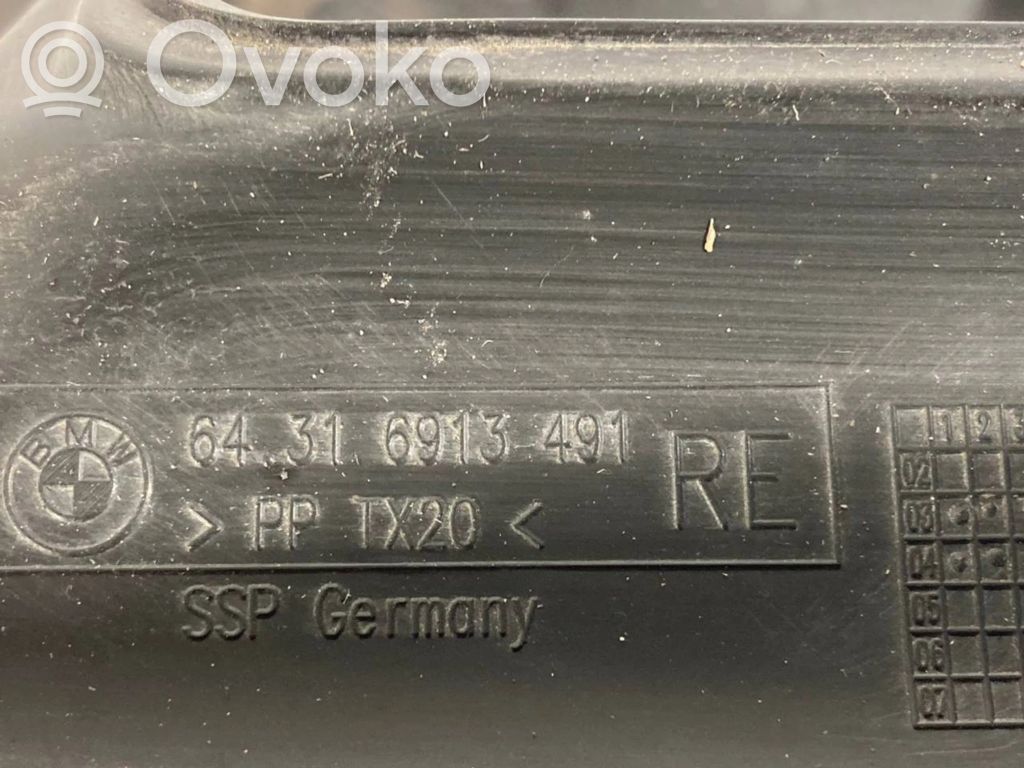 Ovoko
BMW
64.31 6913 491
> PP TX20 <
RE
SSP Germany
1 2 3
02
03
04
05
06
07